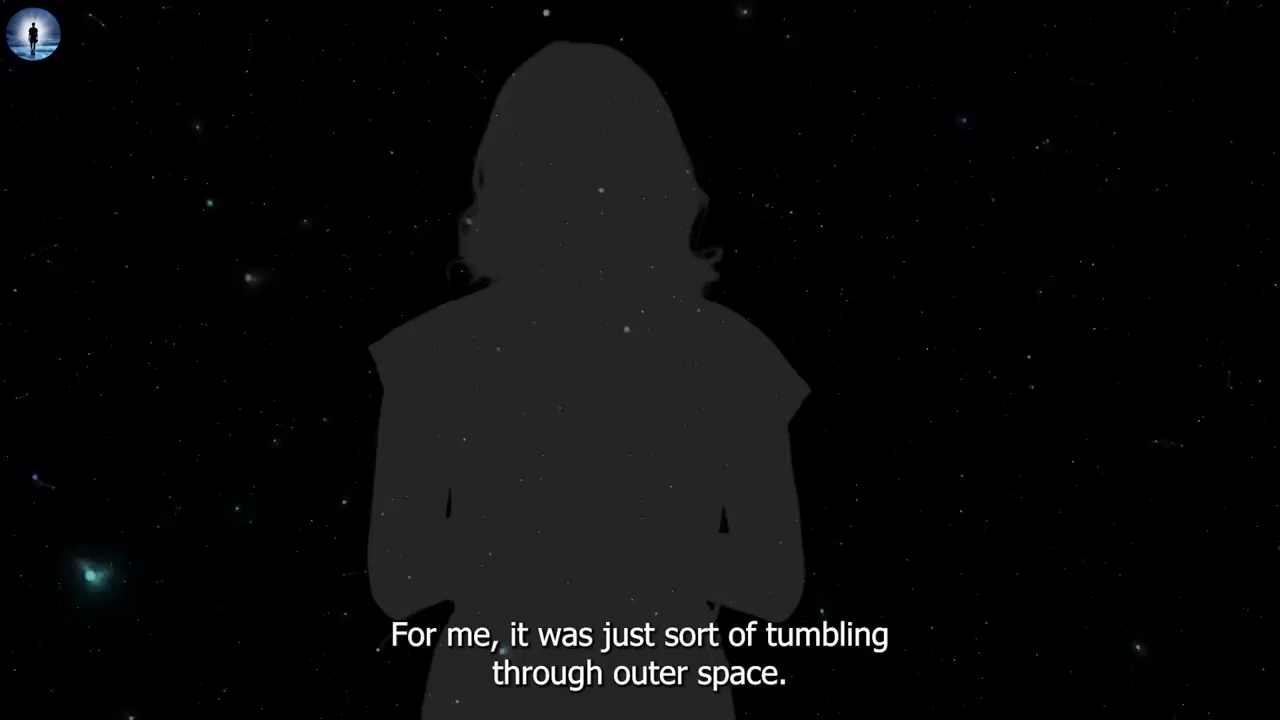 For me, it was just sort of tumbling
through outer space.